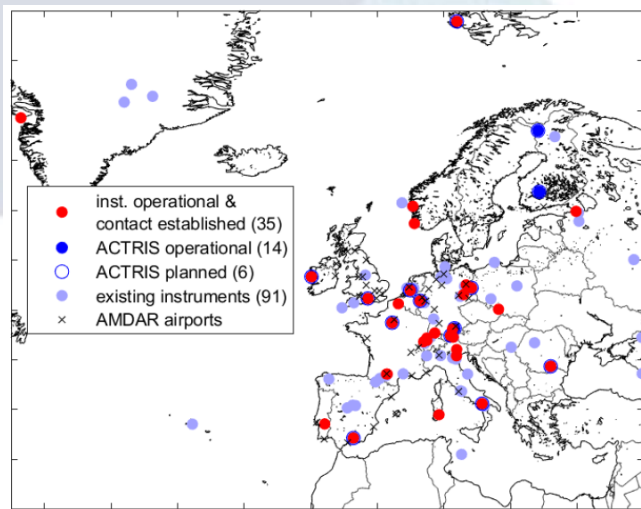 inst. operational &
contact established (35)
ACTRIS operational (14)
ACTRIS planned (6)
existing instruments (91)
AMDAR airports